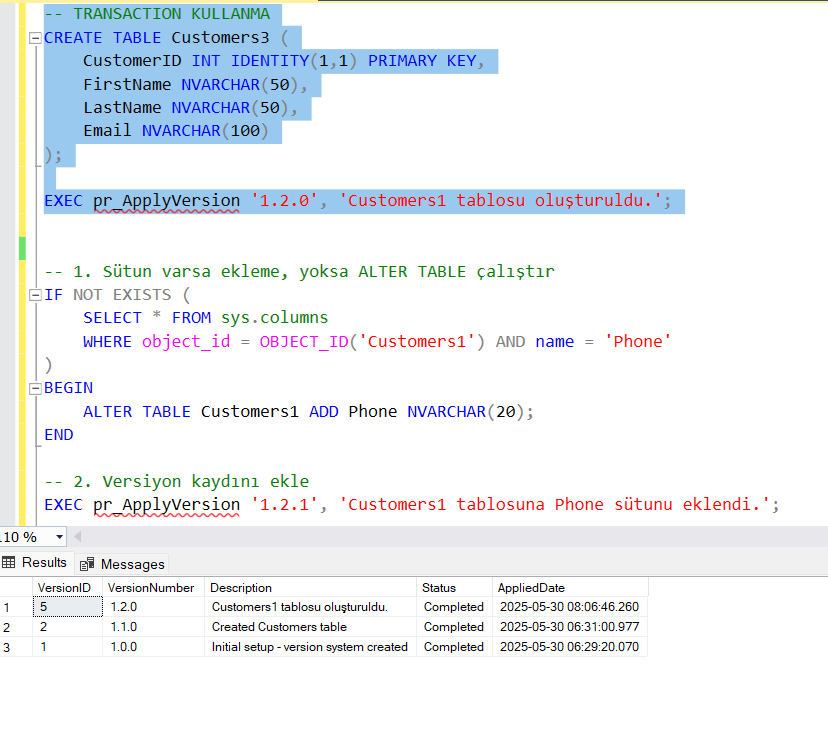 -- TRANSACTION KULLANMA
CREATE TABLE Customers3 (
CustomerID INT IDENTITY(1,1) PRIMARY KEY,
FirstName NVARCHAR(50),
LastName NVARCHAR(50),
Email NVARCHAR(100)
);
EXEC pr_ApplyVersion '1.2.0', 'Customers1 tablosu oluşturuldu.';
-- 1. Sütun varsa ekleme, yoksa ALTER TABLE çalıştır
IF NOT EXISTS (
SELECT * FROM sys.columns
WHERE object_id = OBJECT_ID('Customers1') AND name = 'Phone'
)
BEGIN
ALTER TABLE Customers1 ADD Phone NVARCHAR(20);
END
-- 2. Versiyon kaydını ekle
EXEC pr_ApplyVersion '1.2.1', 'Customers1 tablosuna Phone sütunu eklendi.';
110 %
Results Messages
VersionID VersionNumber Description Status AppliedDate
1 5 1.2.0 Customers1 tablosu oluşturuldu. Completed 2025-05-30 08:06:46.260
2 2 1.1.0 Created Customers table Completed 2025-05-30 06:31:00.977
3 1 1.0.0 Initial setup - version system created Completed 2025-05-30 06:29:20.070